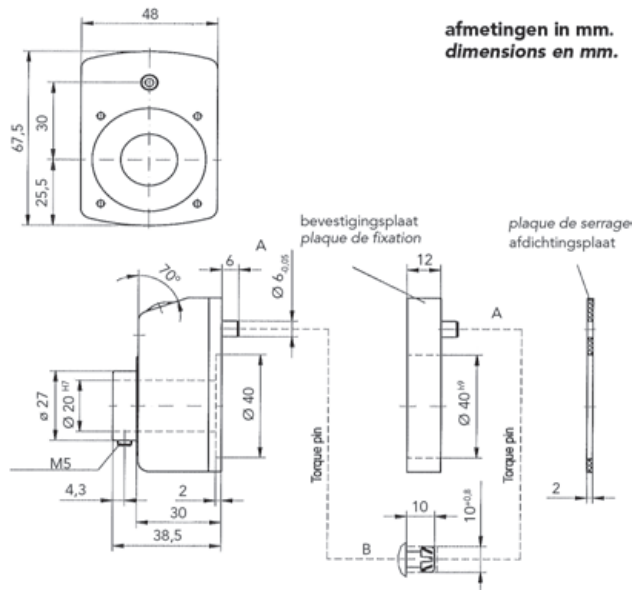 48
afmetingen in mm.
dimensions en mm.
67,5
30
25,5
bevestigingsplaat
plaque de fixation
plaque de serrage
afdichtingsplaat
A
6
Ø 6-0,05
12
A
70°
ø 27
Ø 20 H7
Ø 40
Torque pin
Ø 40 h9
Torque pin
M5
4,3
2
30
38,5
10
10+0,8
2
B